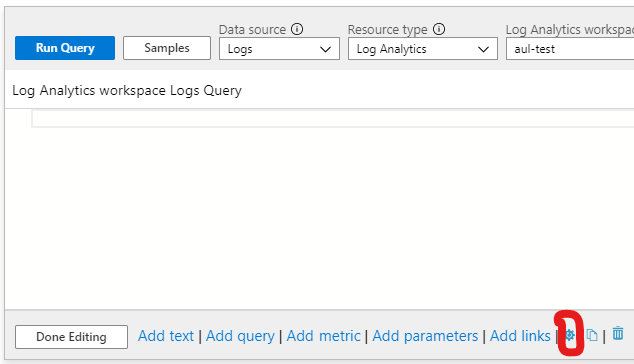 Data source
Resource type
Log Analytics workspac
Run Query
Samples
Logs
Log Analytics
aul-test
Log Analytics workspace Logs Query
Done Editing
Add text | Add query | Add metric | Add parameters | Add links | |